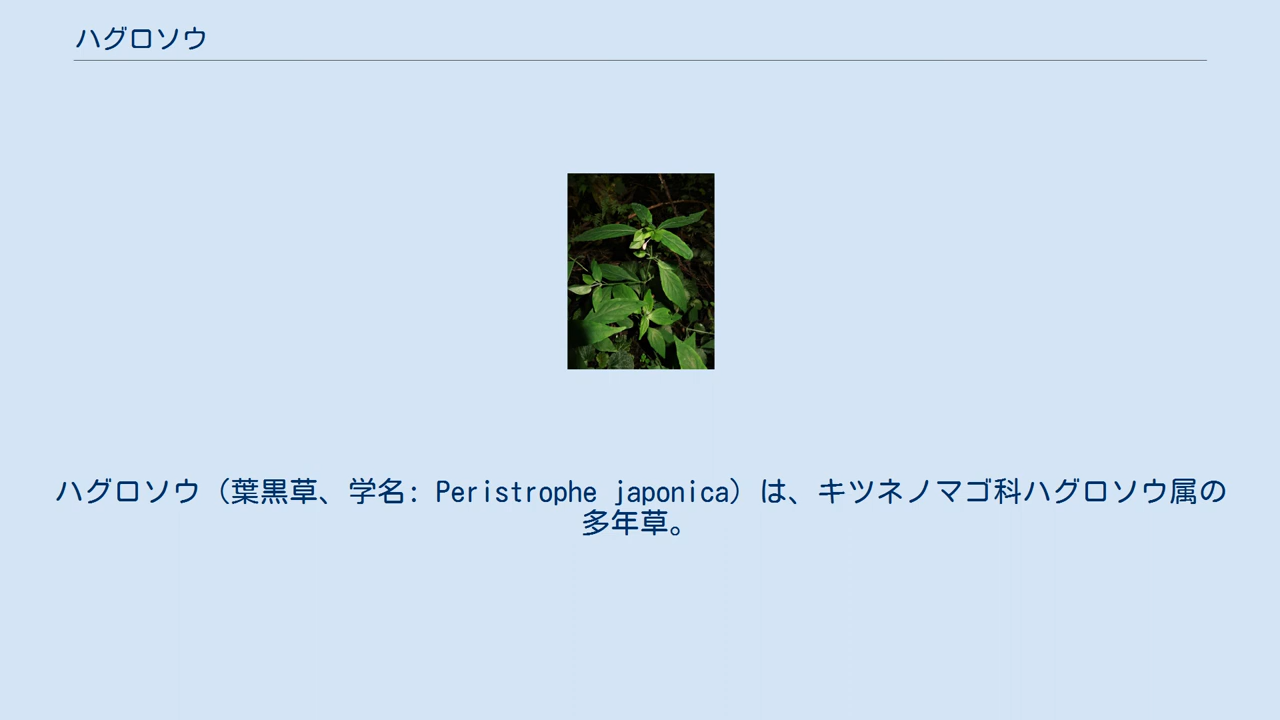 ハグロソウ
ハグロソウ（葉黒草、学名: Peristrophe japonica）は、キツネノマゴ科ハグロソウ属の
多年草。